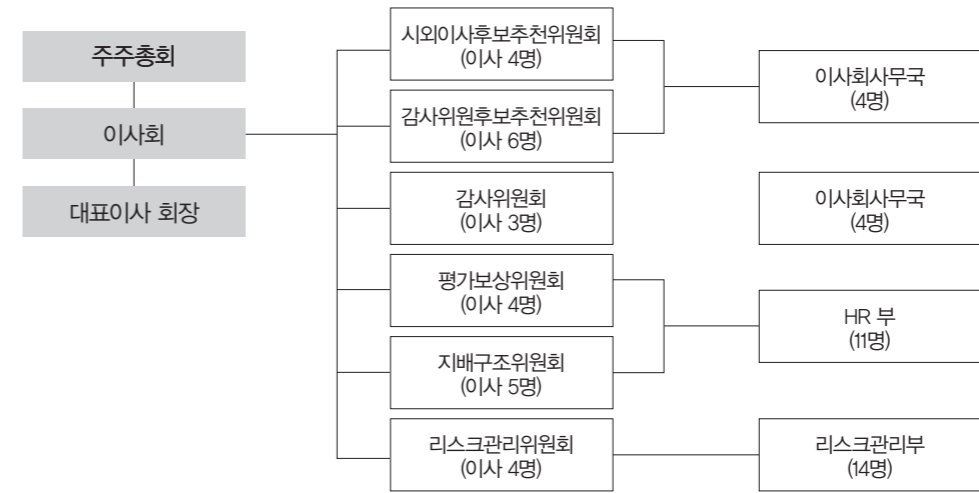 주주총회
이사회
대표이사 회장
시외이사후보추천위원회
(이사 4명)
감사위원후보추천위원회
(이사 6명)
감사위원회
(이사 3명)
평가보상위원회
(이사 4명)
지배구조위원회
(이사 5명)
리스크관리위원회
(이사 4명)
이사회사무국
(4명)
이사회사무국
(4명)
HR 부
(11명)
리스크관리부
(14명)